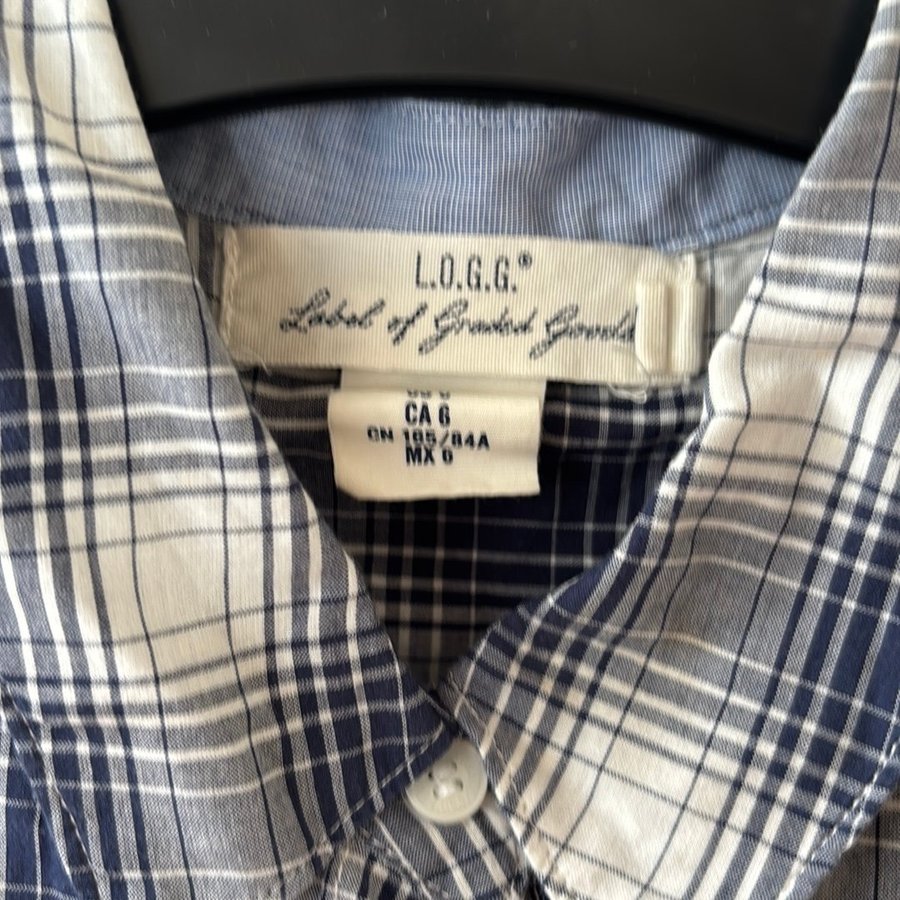 L.O.G.G.®
Label of Graded Goods
CA 6
CN 165/84A
MX 6